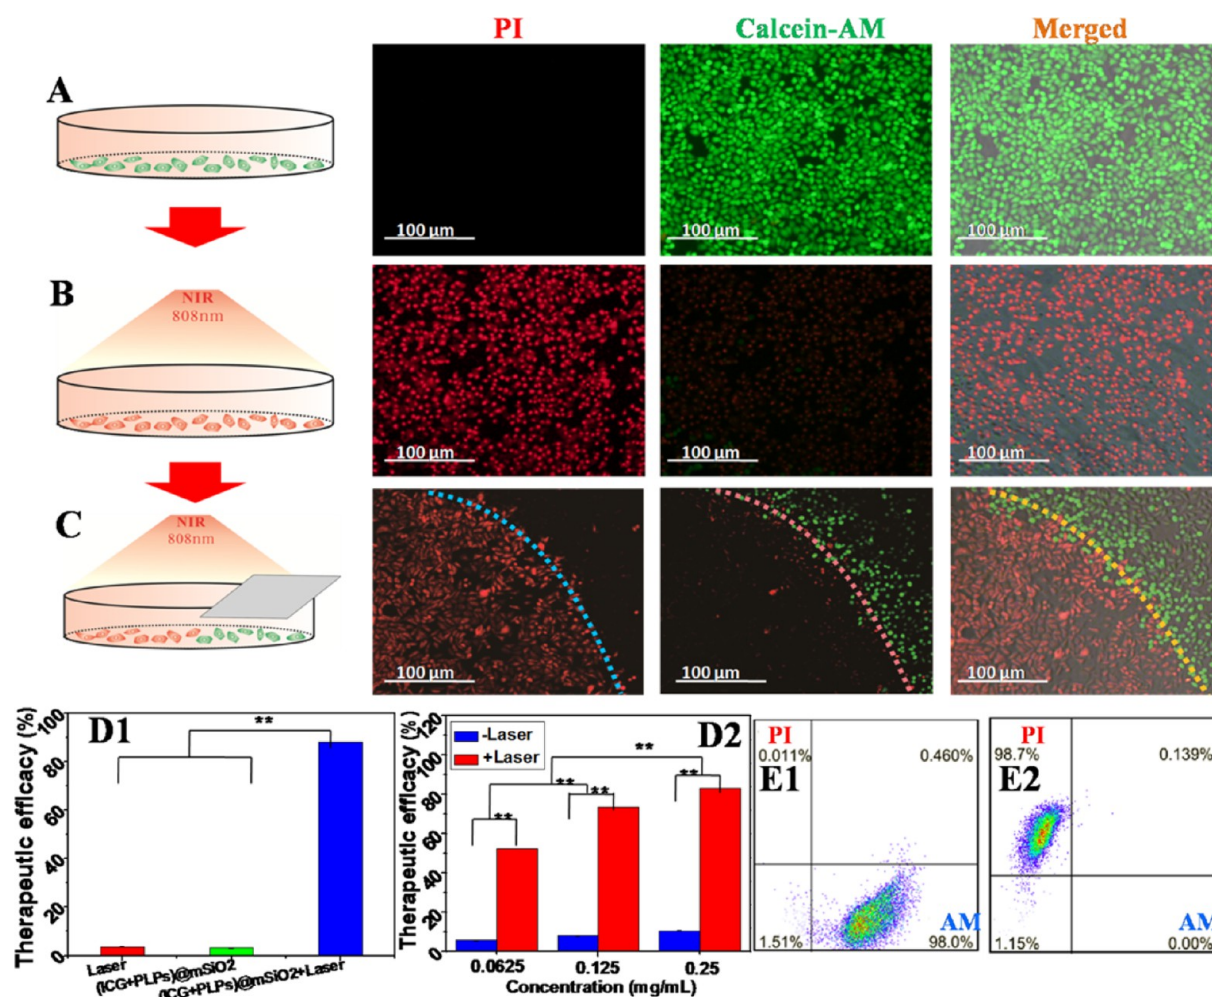 PI Calcein-AM Merged
A
100 μm 100 μm 100 μm
B
NIR
808nm
100 μm 100 μm 100 μm
C
NIR
808nm
100 μm 100 μm 100 μm
D1
Therapeutic efficacy (%)
100
80
60
40
20
0
**
Laser
(ICG+PLPs)@mSiO2
(ICG+PLPs)@mSiO2+Laser
D2
Therapeutic efficacy (%)
120
100
80
60
40
20
0
-Laser
+Laser
**
**
** ** **
0.0625 0.125 0.25
Concentration (mg/mL)
PI
0.011% 0.460%
E1
AM
1.51% 98.0%
PI
98.7% 0.139%
E2
AM
1.15% 0.00%